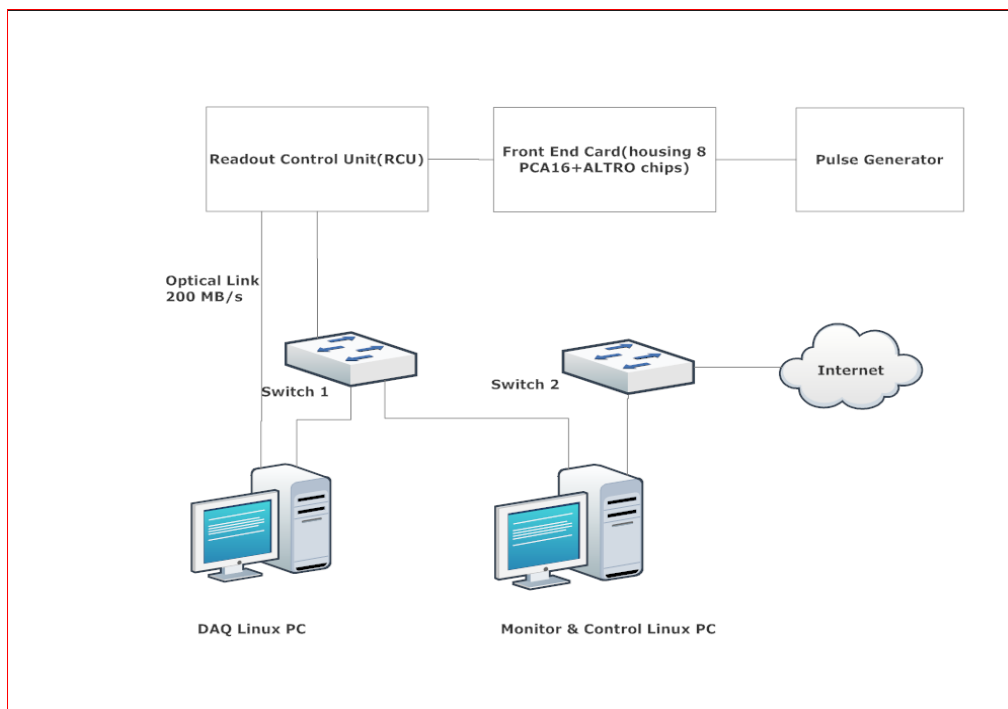 Readout Control Unit(RCU)
Front End Card(housing 8
PCA16+ALTRO chips)
Pulse Generator
Optical Link
200 MB/s
Switch 1
Switch 2
Internet
DAQ Linux PC
Monitor & Control Linux PC